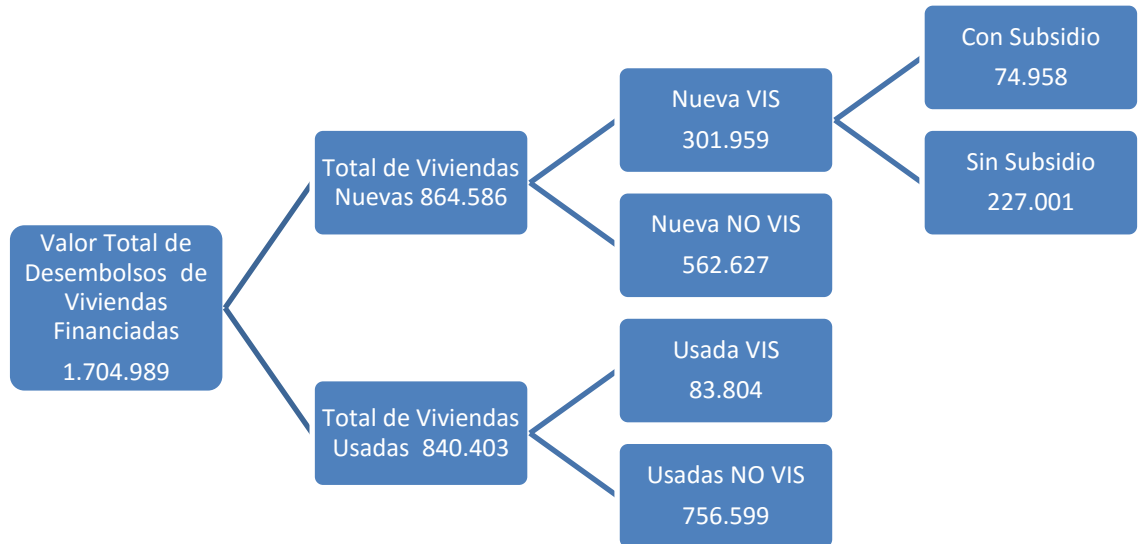 Valor Total de
Desembolsos de
Viviendas
Financiadas
1.704.989
Total de Viviendas
Nuevas 864.586
Nueva VIS
301.959
Con Subsidio
74.958
Sin Subsidio
227.001
Nueva NO VIS
562.627
Total de Viviendas
Usadas 840.403
Usada VIS
83.804
Usadas NO VIS
756.599